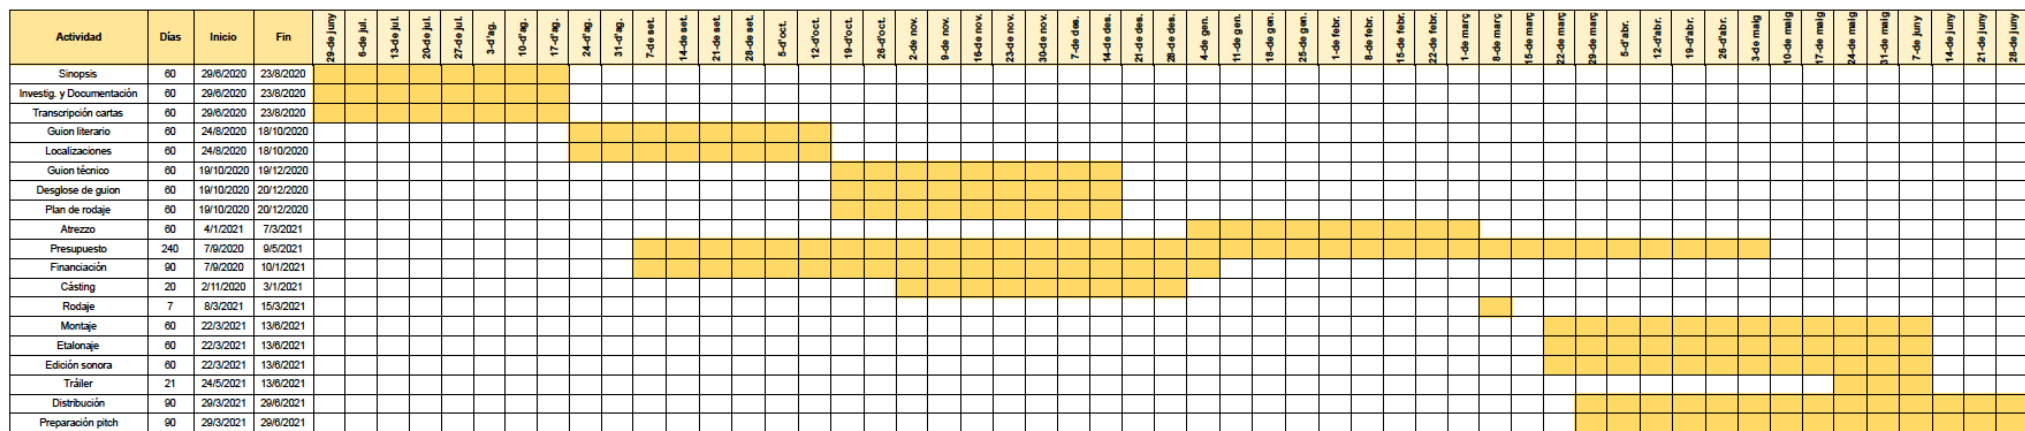 Actividad Días Inicio Fin 29-de juny 6-de jul. 13-de jul. 20-de jul. 27-de jul. 3-d'ag. 10-d'ag. 17-d'ag. 24-d'ag. 31-d'ag. 7-de set. 14-de set. 21-de set. 28-de set. 5-d'oct. 12-d'oct. 19-d'oct. 26-d'oct. 2-de nov. 9-de nov. 16-de nov. 23-de nov. 30-de nov. 7-de des. 14-de des. 21-de des. 28-de des. 4-de gen. 11-de gen. 18-de gen. 25-de gen. 1-de febr. 8-de febr. 15-de febr. 22-de febr. 1-de març 8-de març 15-de març 22-de març 29-de març 5-d'abr. 12-d'abr. 19-d'abr. 26-d'abr. 3-de maig 10-de maig 17-de maig 24-de maig 31-de maig 7-de juny 14-de juny 21-de juny 28-de juny
Sinopsis 60 29/6/2020 23/8/2020
Investig. y Documentación 60 29/6/2020 23/8/2020
Transcripción cartas 60 29/6/2020 23/8/2020
Guion literario 60 24/8/2020 18/10/2020
Localizaciones 60 24/8/2020 18/10/2020
Guion técnico 60 19/10/2020 19/12/2020
Desglose de guion 60 19/10/2020 20/12/2020
Plan de rodaje 60 19/10/2020 20/12/2020
Atrezzo 60 4/1/2021 7/3/2021
Presupuesto 240 7/9/2020 9/5/2021
Financiación 90 7/9/2020 10/1/2021
Cásting 20 2/11/2020 3/1/2021
Rodaje 7 8/3/2021 15/3/2021
Montaje 60 22/3/2021 13/6/2021
Etalonaje 60 22/3/2021 13/6/2021
Edición sonora 60 22/3/2021 13/6/2021
Tráiler 21 24/5/2021 13/6/2021
Distribución 90 29/3/2021 29/6/2021
Preparación pitch 90 29/3/2021 29/6/2021